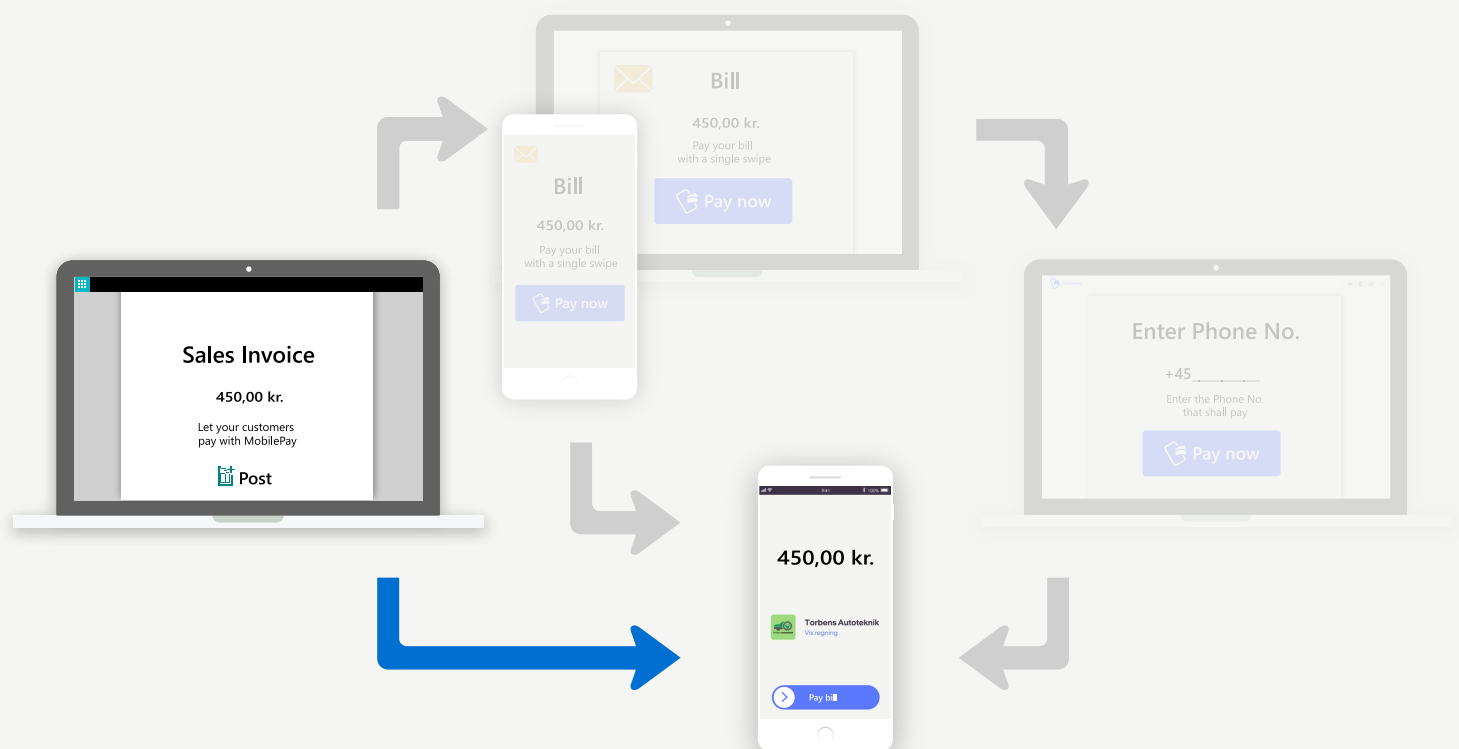 Bill
450,00 kr.
Pay your bill
with a single swipe
Pay now
Bill
450,00 kr.
Pay your bill
with a single swipe
Pay now
Sales Invoice
450,00 kr.
Let your customers
pay with MobilePay
Post
Enter Phone No.
+45
Enter the Phone No.
that shall pay
Pay now
9:41 100%
450,00 kr.
Torbens Autoteknik
Vis regning
Pay bill